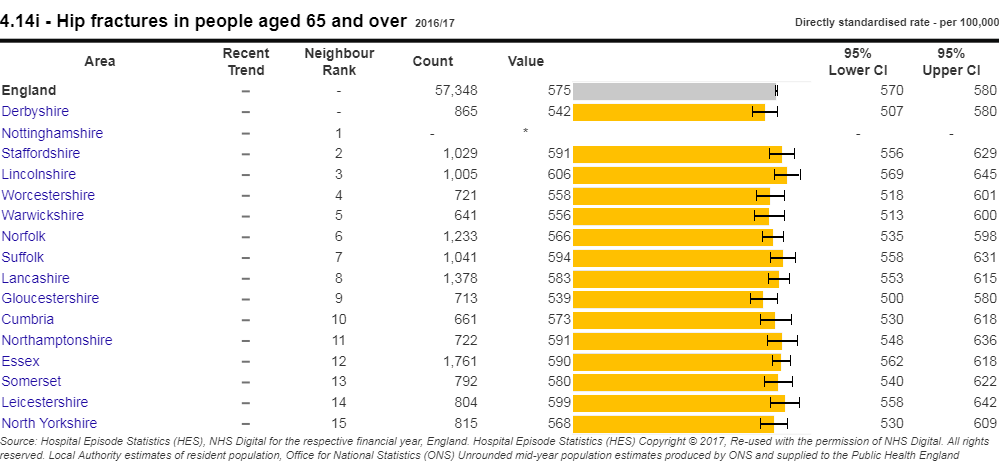 4.14i - Hip fractures in people aged 65 and over 2016/17 Directly standardised rate - per 100,000
Area Recent Trend Neighbour Rank Count Value 95% Lower CI 95% Upper CI
England – - 57,348 575 570 580
Derbyshire – - 865 542 507 580
Nottinghamshire – 1 - * - -
Staffordshire – 2 1,029 591 556 629
Lincolnshire – 3 1,005 606 569 645
Worcestershire – 4 721 558 518 601
Warwickshire – 5 641 556 513 600
Norfolk – 6 1,233 566 535 598
Suffolk – 7 1,041 594 558 631
Lancashire – 8 1,378 583 553 615
Gloucestershire – 9 713 539 500 580
Cumbria – 10 661 573 530 618
Northamptonshire – 11 722 591 548 636
Essex – 12 1,761 590 562 618
Somerset – 13 792 580 540 622
Leicestershire – 14 804 599 558 642
North Yorkshire – 15 815 568 530 609
Source: Hospital Episode Statistics (HES), NHS Digital for the respective financial year, England. Hospital Episode Statistics (HES) Copyright © 2017, Re-used with the permission of NHS Digital. All rights
reserved. Local Authority estimates of resident population, Office for National Statistics (ONS) Unrounded mid-year population estimates produced by ONS and supplied to the Public Health England